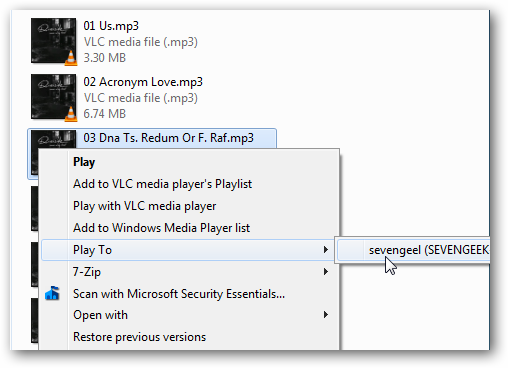 01 Us.mp3
VLC media file (.mp3)
3.30 MB
02 Acronym Love.mp3
VLC media file (.mp3)
6.74 MB
03 Dna Ts. Redum Or F. Raf.mp3
Play
Add to VLC media player's Playlist
Play with VLC media player
Add to Windows Media Player list
Play To
sevengeel (SEVENGEEK
7-Zip
Scan with Microsoft Security Essentials...
Open with
Restore previous versions